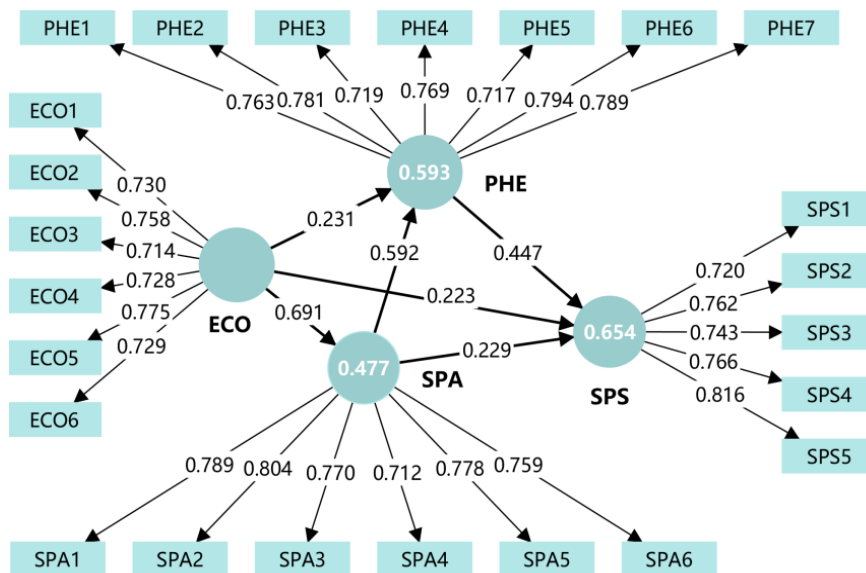 PHE1 PHE2 PHE3 PHE4 PHE5 PHE6 PHE7
0.763 0.781 0.719 0.769 0.717 0.794 0.789
ECO1
ECO2
ECO3
ECO4
ECO5
ECO6
0.730
0.758
0.714
0.728
0.775
0.729
ECO
0.593
PHE
0.231
0.592
0.447
0.691
0.223
0.229
0.477
SPA
0.654
SPS
0.720
0.762
0.743
0.766
0.816
SPS1
SPS2
SPS3
SPS4
SPS5
0.789 0.804 0.770 0.712 0.778 0.759
SPA1 SPA2 SPA3 SPA4 SPA5 SPA6